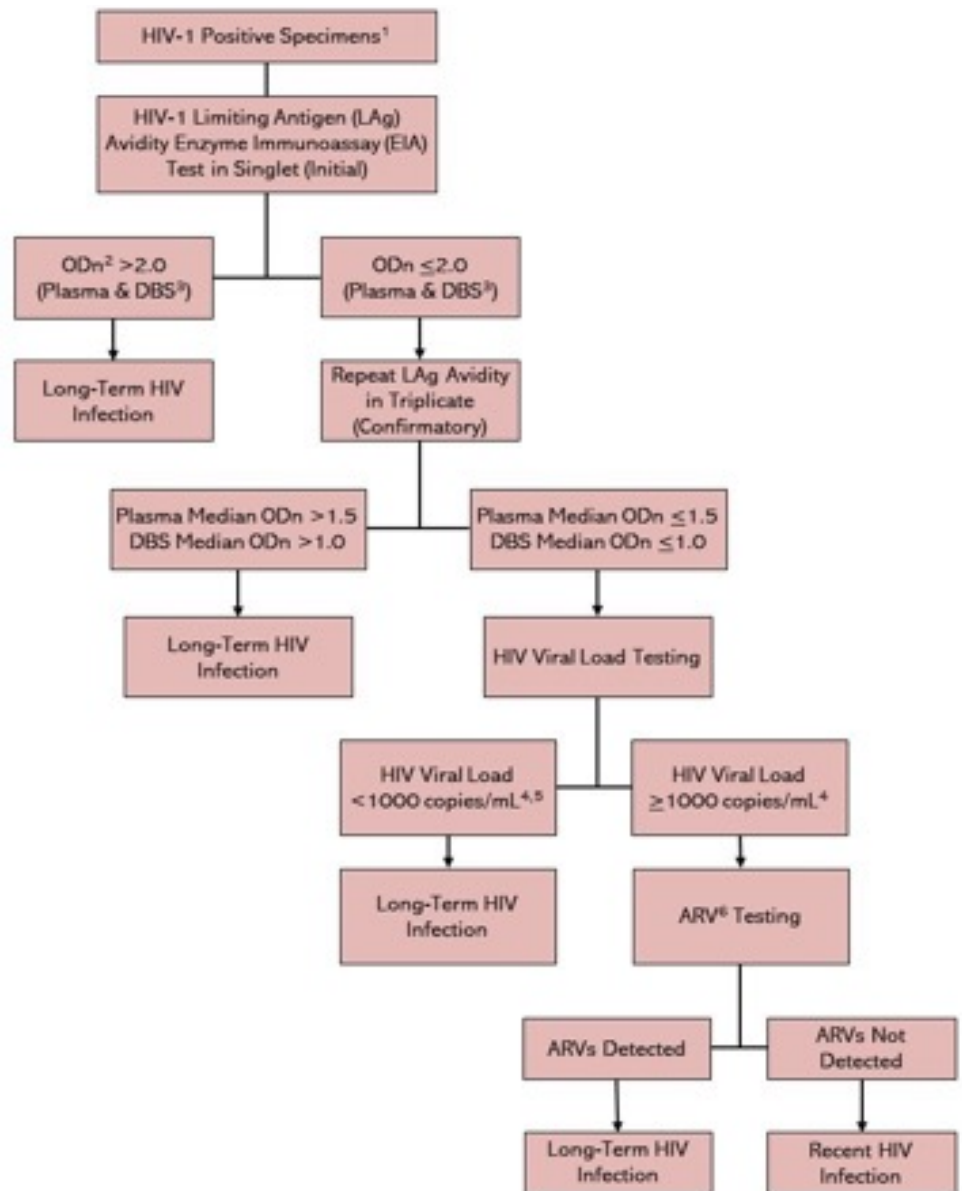 HIV-1 Positive Specimens¹
HIV-1 Limiting Antigen (LAg)
Avidity Enzyme Immunoassay (EIA)
Test in Singlet (Initial)
ODn² >2.0
(Plasma & DBS³)
ODn ≤2.0
(Plasma & DBS³)
Long-Term HIV
Infection
Repeat LAg Avidity
in Triplicate
(Confirmatory)
Plasma Median ODn >1.5
DBS Median ODn >1.0
Plasma Median ODn ≤1.5
DBS Median ODn ≤1.0
Long-Term HIV
Infection
HIV Viral Load Testing
HIV Viral Load
<1000 copies/mL⁴,⁵
HIV Viral Load
≥1000 copies/mL⁴
Long-Term HIV
Infection
ARV⁶ Testing
ARVs Detected
ARVs Not
Detected
Long-Term HIV
Infection
Recent HIV
Infection